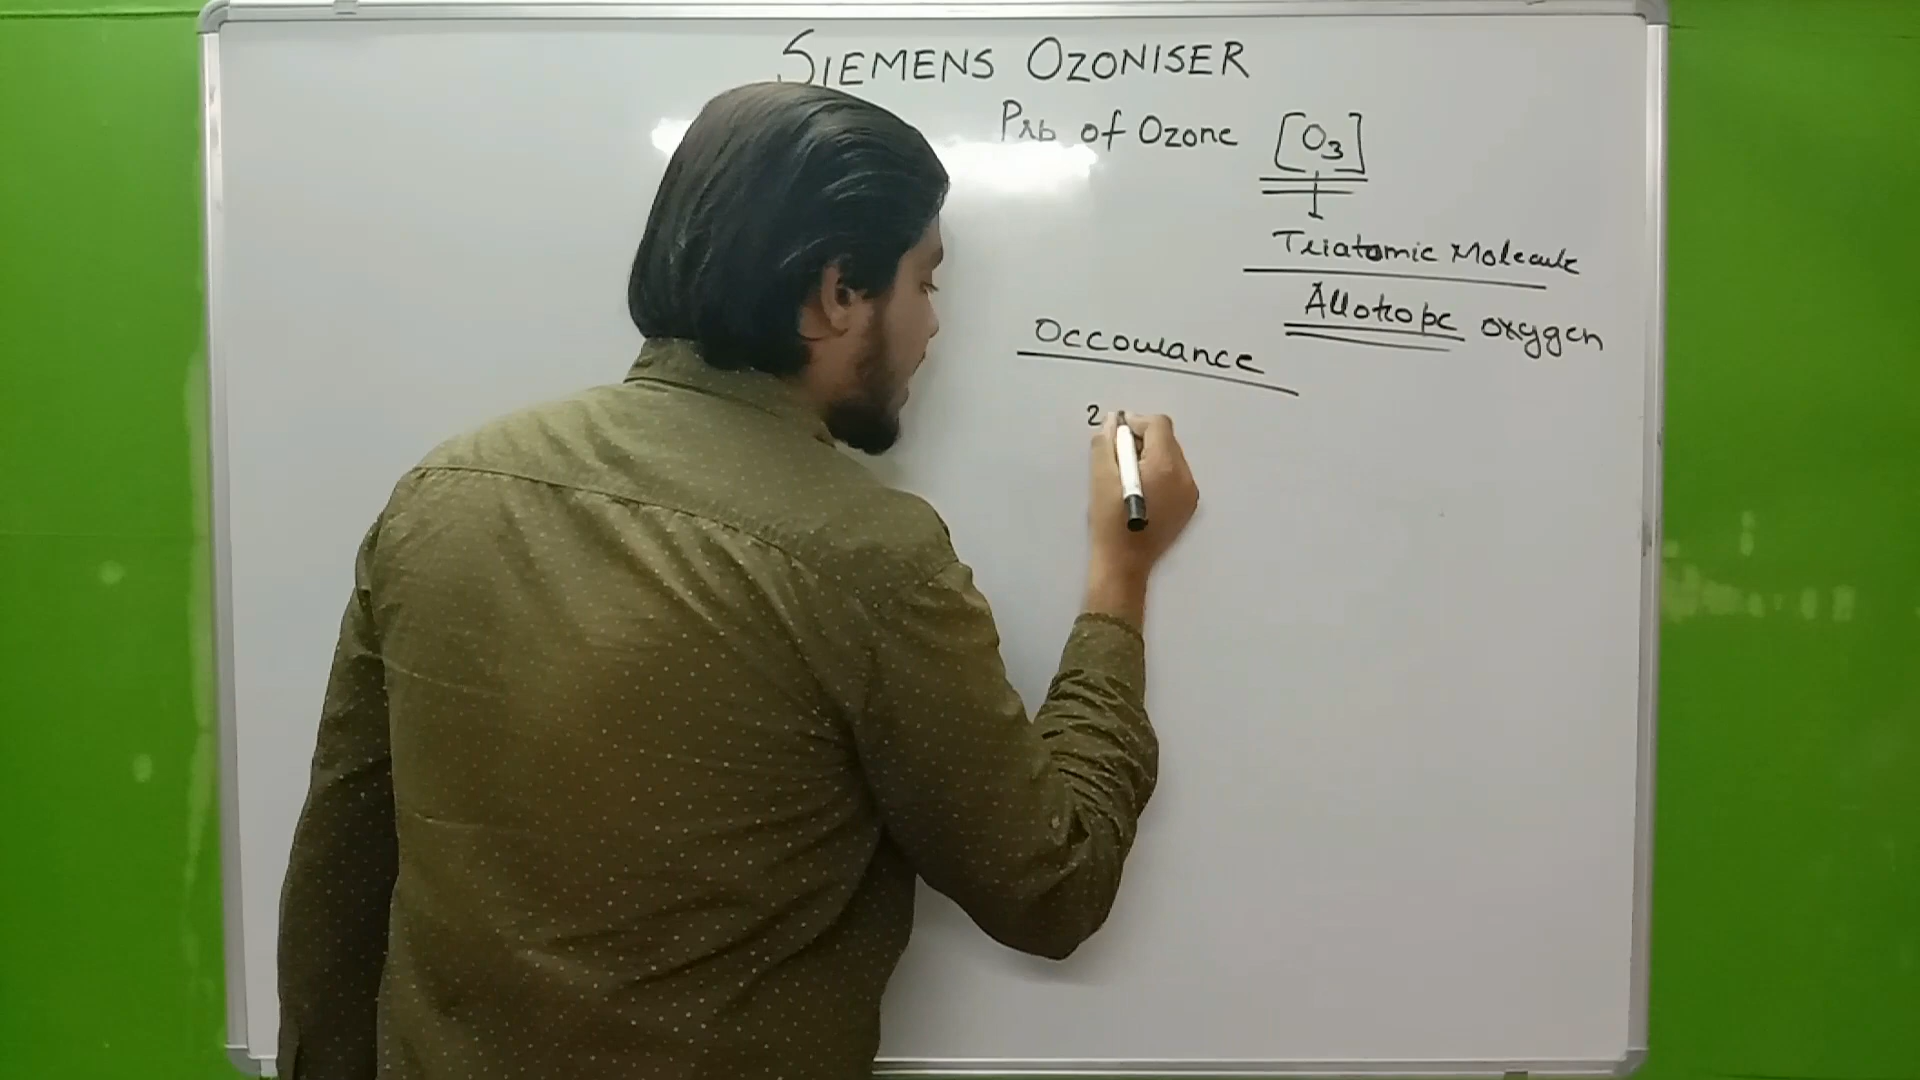 SIEMENS OZONISER
Prb of Ozone [O3]
Triatomic Molecule
Allotrope oxygen
Occourance
2